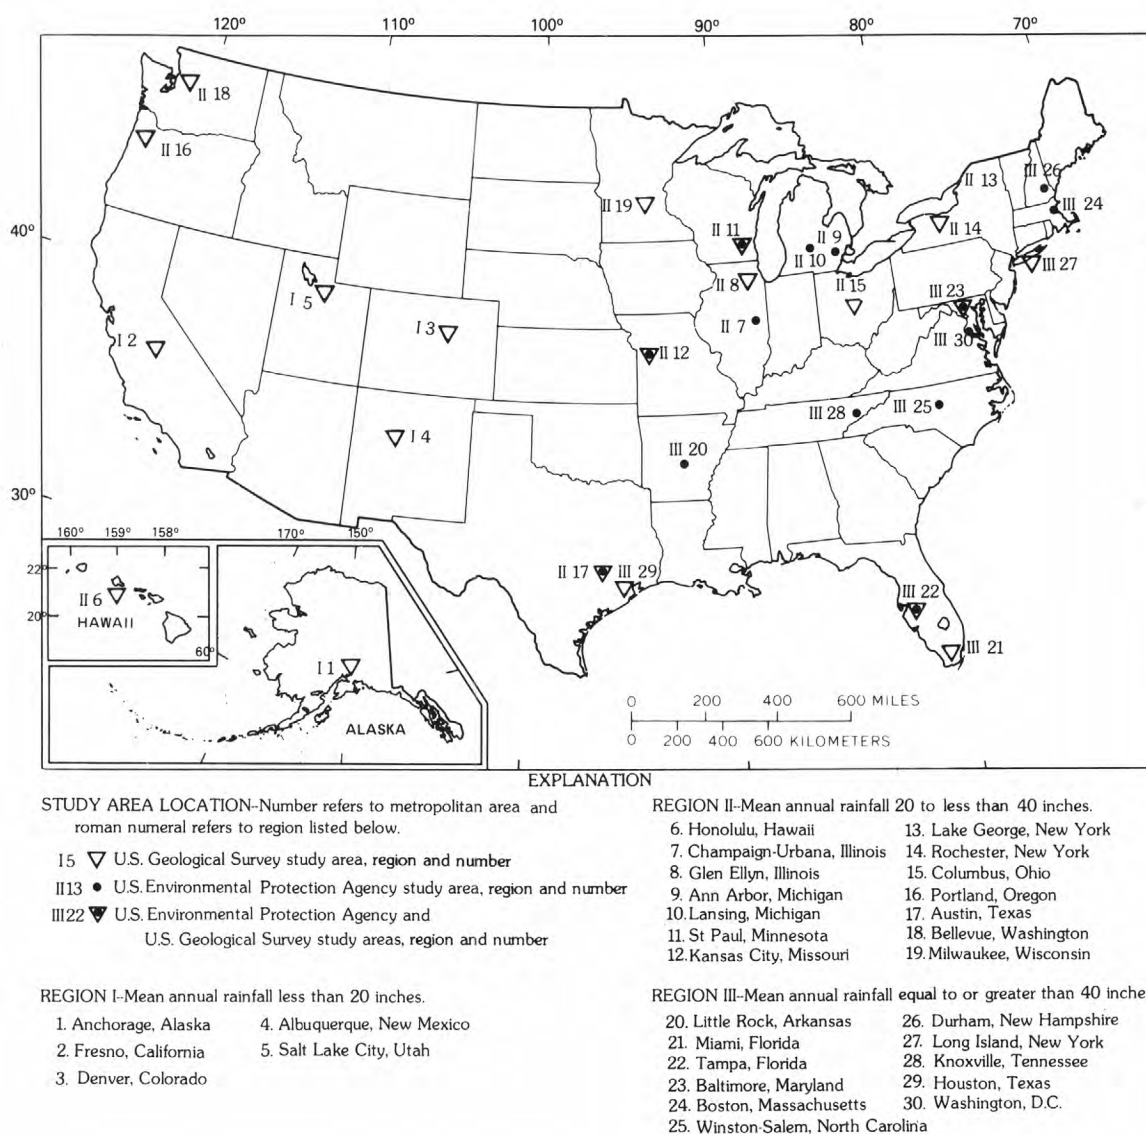 120° 110° 100° 90° 80° 70°
II 18
II 16
II 19
II 11
II 9
II 10
II 13
III 26
III 24
II 14
40°
III 27
I 5
II 8
II 15
III 23
I 3
I 2
II 7
II 12
III 30
III 28
III 25
I 4
III 20
30°
160° 159° 158°
170° 150°
22°
II 6
20°
HAWAII
60°
I 1
ALASKA
II 17
III 29
III 22
III 21
0 200 400 600 MILES
0 200 400 600 KILOMETERS
EXPLANATION
STUDY AREA LOCATION--Number refers to metropolitan area and
roman numeral refers to region listed below.
I 5 U.S. Geological Survey study area, region and number
II 13 U.S. Environmental Protection Agency study area, region and number
III 22 U.S. Environmental Protection Agency and
U.S. Geological Survey study areas, region and number
REGION I--Mean annual rainfall less than 20 inches.
1. Anchorage, Alaska
2. Fresno, California
3. Denver, Colorado
4. Albuquerque, New Mexico
5. Salt Lake City, Utah
REGION II--Mean annual rainfall 20 to less than 40 inches.
6. Honolulu, Hawaii
7. Champaign-Urbana, Illinois
8. Glen Ellyn, Illinois
9. Ann Arbor, Michigan
10. Lansing, Michigan
11. St Paul, Minnesota
12. Kansas City, Missouri
13. Lake George, New York
14. Rochester, New York
15. Columbus, Ohio
16. Portland, Oregon
17. Austin, Texas
18. Bellevue, Washington
19. Milwaukee, Wisconsin
REGION III--Mean annual rainfall equal to or greater than 40 inche
20. Little Rock, Arkansas
21. Miami, Florida
22. Tampa, Florida
23. Baltimore, Maryland
24. Boston, Massachusetts
25. Winston-Salem, North Carolina
26. Durham, New Hampshire
27. Long Island, New York
28. Knoxville, Tennessee
29. Houston, Texas
30. Washington, D.C.